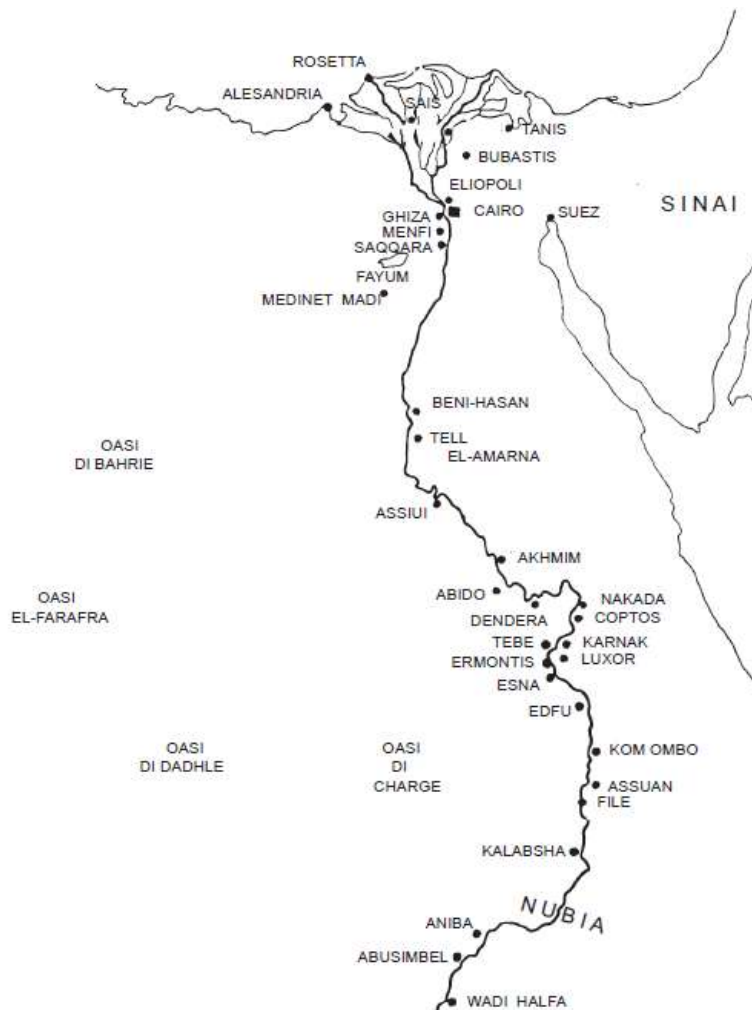 ROSETTA
ALESANDRIA
SAIS
TANIS
BUBASTIS
ELIOPOLI
CAIRO
SUEZ
SINAI
GHIZA
MENFI
SAQQARA
FAYUM
MEDINET MADI
BENI-HASAN
TELL
EL-AMARNA
OASI
DI BAHRIE
ASSIUI
AKHMIM
ABIDO
OASI
EL-FARAFRA
DENDERA
NAKADA
COPTOS
TEBE
KARNAK
ERMONTIS
LUXOR
ESNA
EDFU
OASI
DI DADHLE
OASI
DI
CHARGE
KOM OMBO
ASSUAN
FILE
KALABSHA
NUBIA
ANIBA
ABUSIMBEL
WADI HALFA